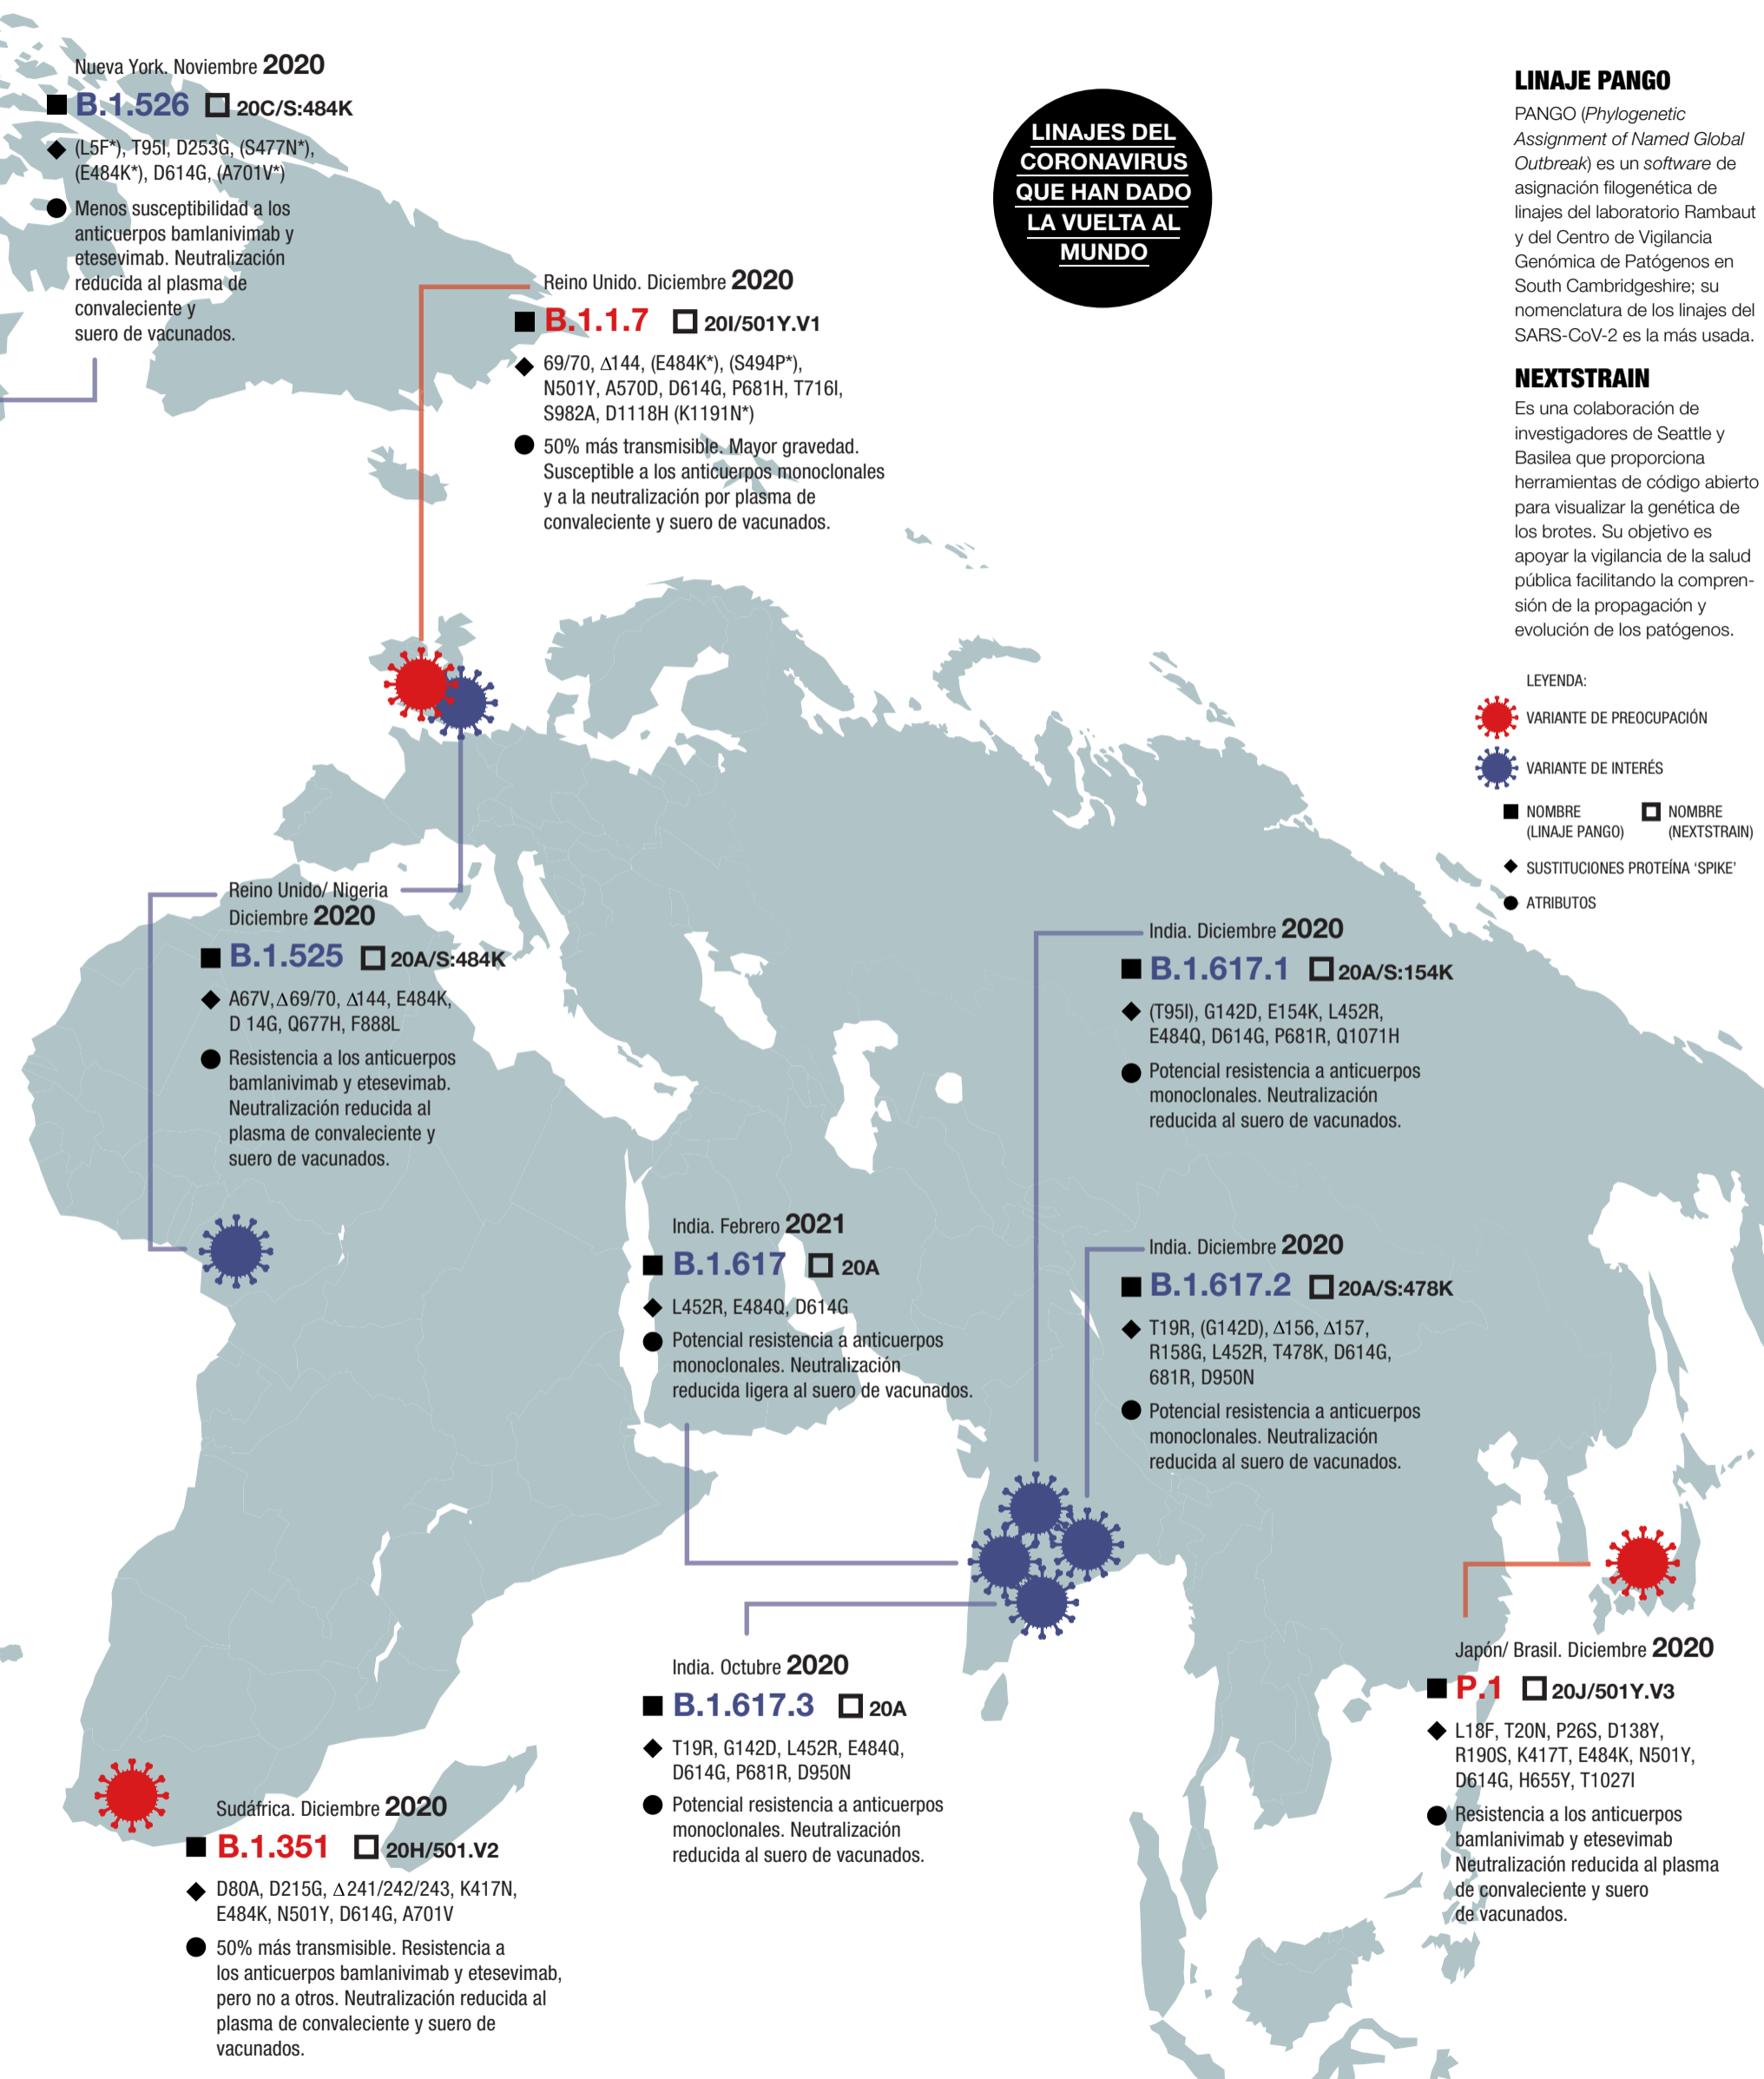 Nueva York. Noviembre 2020
B.1.526 20C/S:484K
(L5F*), T95I, D253G, (S477N*),
(E484K*), D614G, (A701V*)
Menos susceptibilidad a los
anticuerpos bamlanivimab y
etesevimab. Neutralización
reducida al plasma de
convaleciente y
suero de vacunados.
Reino Unido. Diciembre 2020
B.1.1.7 20I/501Y.V1
69/70, Δ144, (E484K*), (S494P*),
N501Y, A570D, D614G, P681H, T716I,
S982A, D1118H (K1191N*)
50% más transmisible. Mayor gravedad.
Susceptible a los anticuerpos monoclonales
y a la neutralización por plasma de
convaleciente y suero de vacunados.
LINAJES DEL
CORONAVIRUS
QUE HAN DADO
LA VUELTA AL
MUNDO
LINAJE PANGO
PANGO (Phylogenetic
Assignment of Named Global
Outbreak) es un software de
asignación filogenética de
linajes del laboratorio Rambaut
y del Centro de Vigilancia
Genómica de Patógenos en
South Cambridgeshire; su
nomenclatura de los linajes del
SARS-CoV-2 es la más usada.
NEXTSTRAIN
Es una colaboración de
investigadores de Seattle y
Basilea que proporciona
herramientas de código abierto
para visualizar la genética de
los brotes. Su objetivo es
apoyar la vigilancia de la salud
pública facilitando la compren-
sión de la propagación y
evolución de los patógenos.
LEYENDA:
VARIANTE DE PREOCUPACIÓN
VARIANTE DE INTERÉS
NOMBRE
(LINAJE PANGO)
NOMBRE
(NEXTSTRAIN)
SUSTITUCIONES PROTEÍNA ‘SPIKE’
ATRIBUTOS
Reino Unido/ Nigeria
Diciembre 2020
B.1.525 20A/S:484K
A67V,Δ69/70, Δ144, E484K,
D 14G, Q677H, F888L
Resistencia a los anticuerpos
bamlanivimab y etesevimab.
Neutralización reducida al
plasma de convaleciente y
suero de vacunados.
India. Diciembre 2020
B.1.617.1 20A/S:154K
(T95I), G142D, E154K, L452R,
E484Q, D614G, P681R, Q1071H
Potencial resistencia a anticuerpos
monoclonales. Neutralización
reducida al suero de vacunados.
India. Febrero 2021
B.1.617 20A
L452R, E484Q, D614G
Potencial resistencia a anticuerpos
monoclonales. Neutralización
reducida ligera al suero de vacunados.
India. Diciembre 2020
B.1.617.2 20A/S:478K
T19R, (G142D), Δ156, Δ157,
R158G, L452R, T478K, D614G,
681R, D950N
Potencial resistencia a anticuerpos
monoclonales. Neutralización
reducida al suero de vacunados.
India. Octubre 2020
B.1.617.3 20A
T19R, G142D, L452R, E484Q,
D614G, P681R, D950N
Potencial resistencia a anticuerpos
monoclonales. Neutralización
reducida al suero de vacunados.
Japón/ Brasil. Diciembre 2020
P.1 20J/501Y.V3
L18F, T20N, P26S, D138Y,
R190S, K417T, E484K, N501Y,
D614G, H655Y, T1027I
Resistencia a los anticuerpos
bamlanivimab y etesevimab
Neutralización reducida al plasma
de convaleciente y suero
de vacunados.
Sudáfrica. Diciembre 2020
B.1.351 20H/501.V2
D80A, D215G, Δ241/242/243, K417N,
E484K, N501Y, D614G, A701V
50% más transmisible. Resistencia a
los anticuerpos bamlanivimab y etesevimab,
pero no a otros. Neutralización reducida al
plasma de convaleciente y suero de
vacunados.